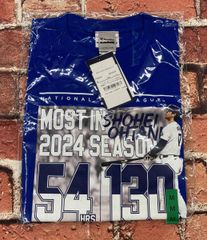 NATIONAL LEAGUE
MOST IN
SHOHEI
OHTANI
2024 SEASON
54 130
HRS
M
M
M